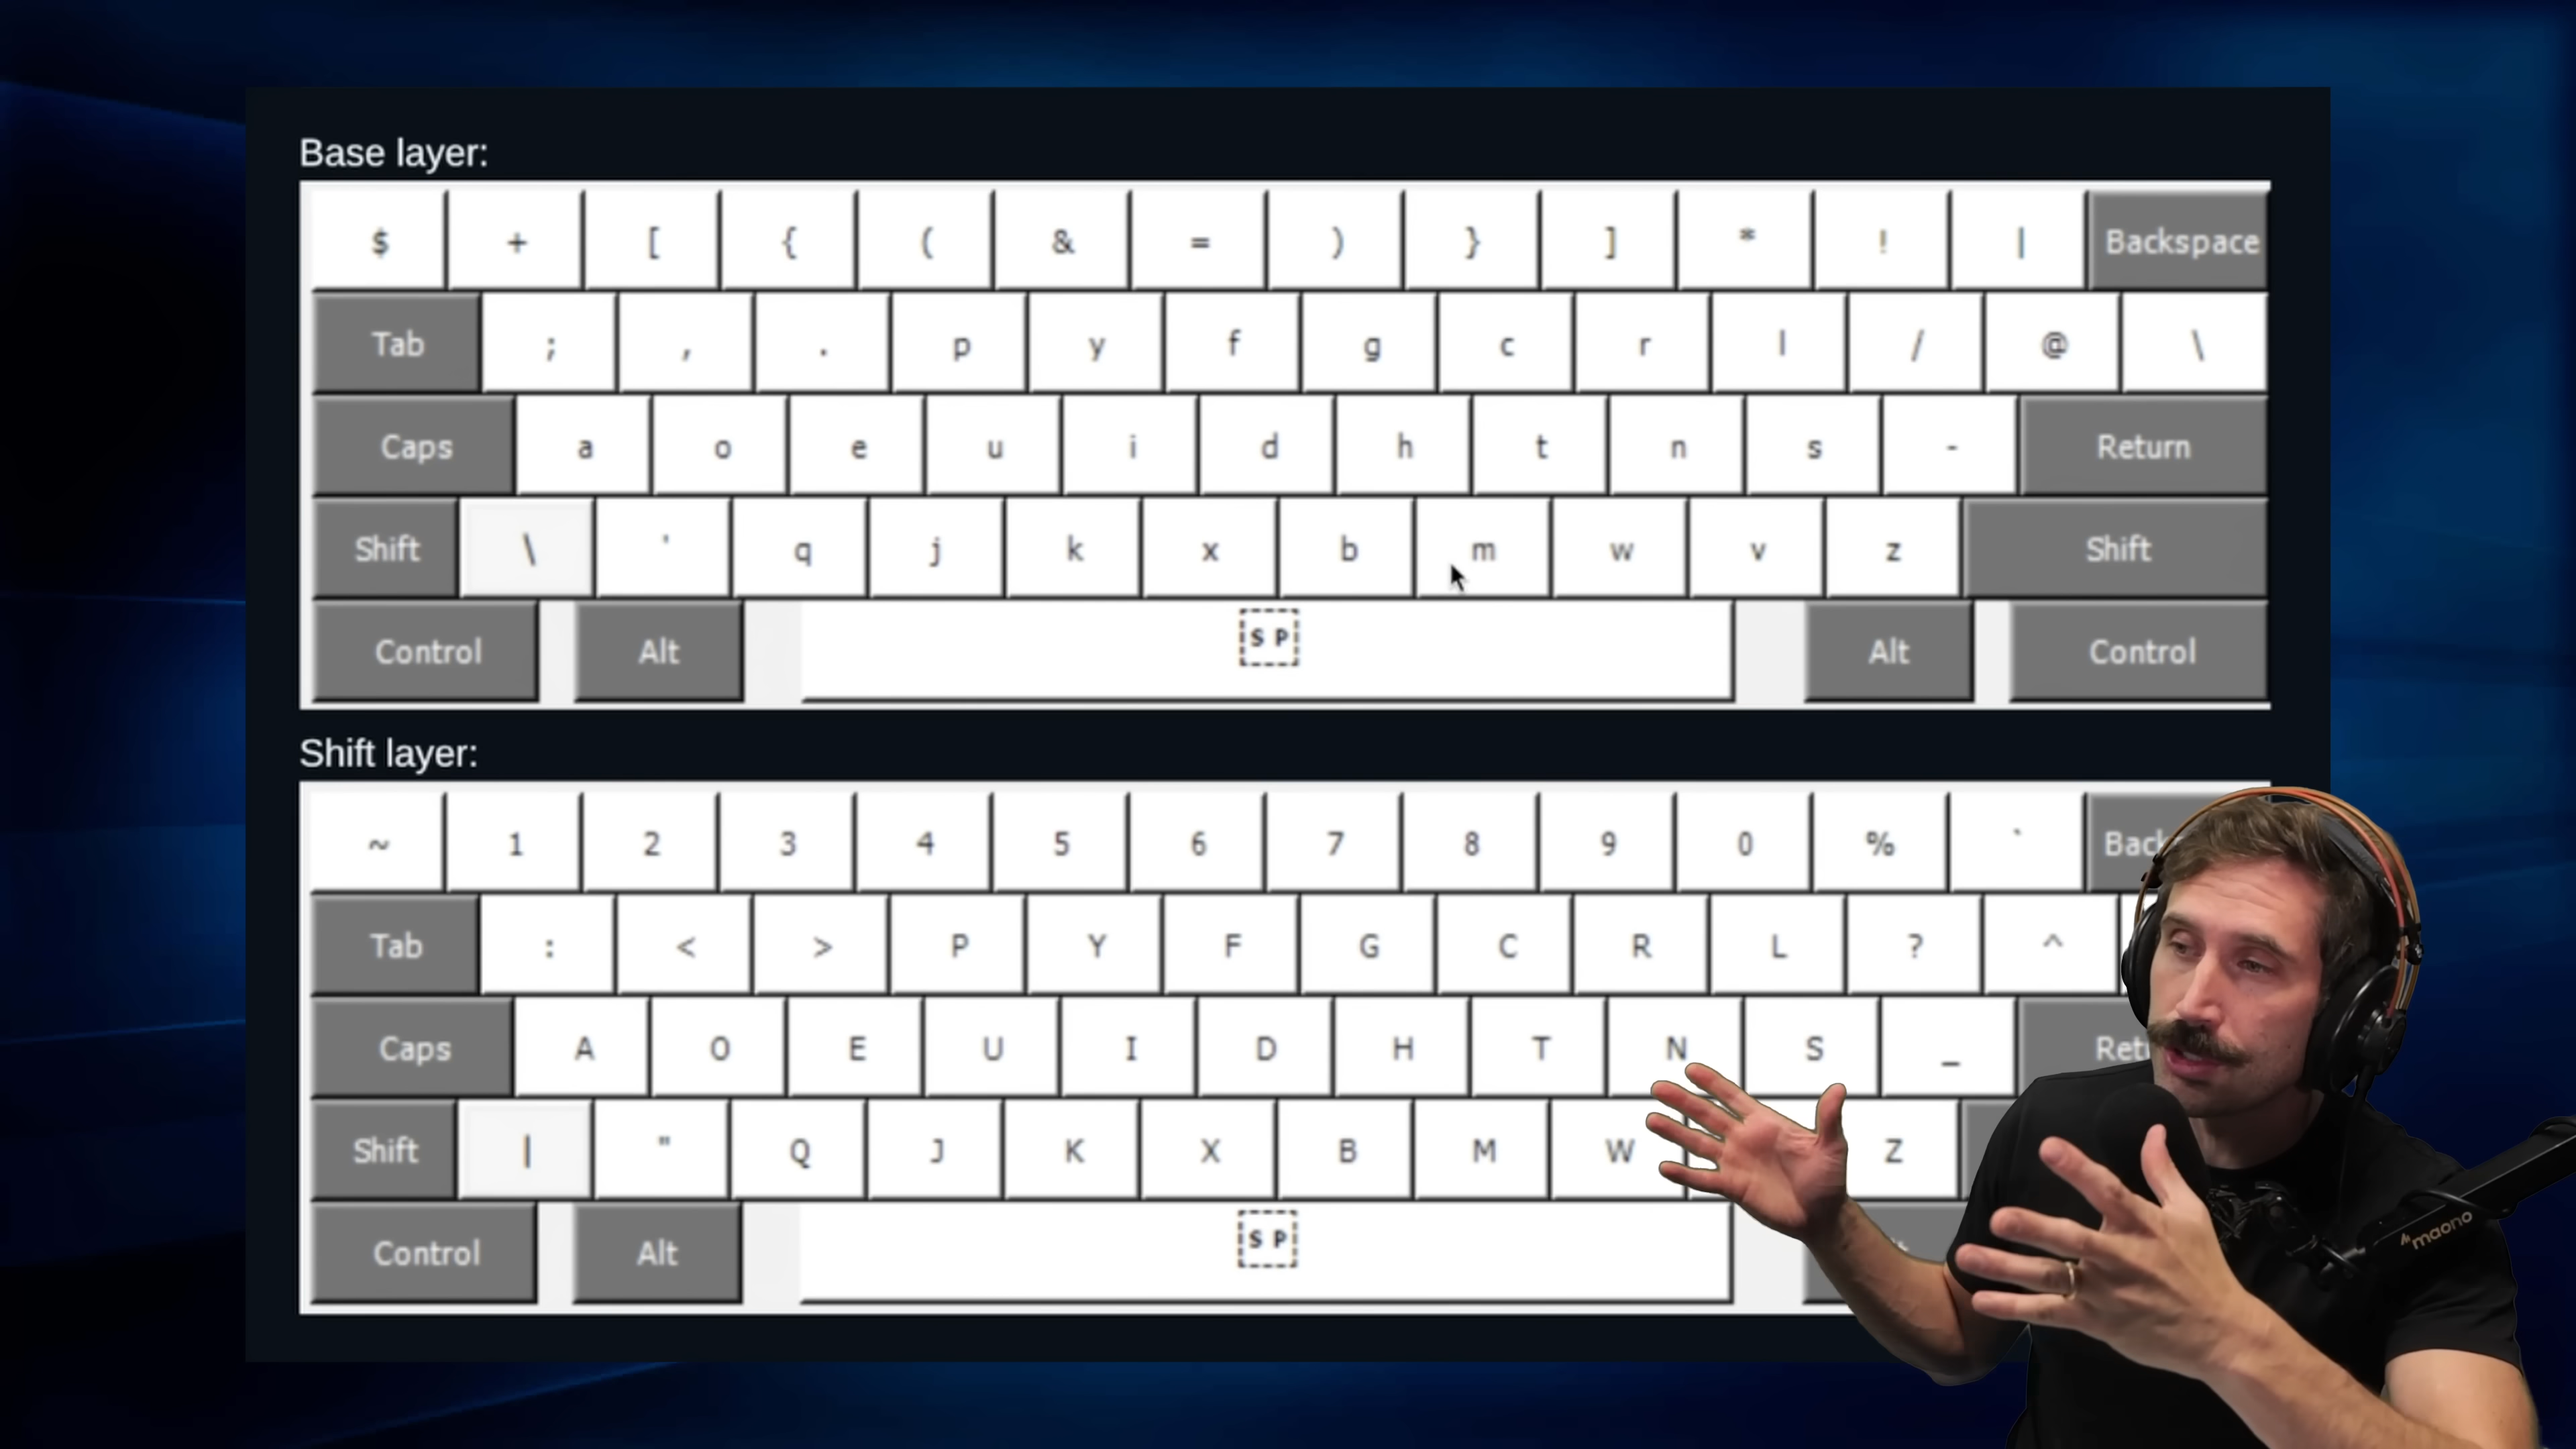 Base layer:
$ + [ { ( & = ) } ] * ! | Backspace
Tab ; , . p y f g c r l / @ \
Caps a o e u i d h t n s - Return
Shift \ ' q j k x b m w v z Shift
Control Alt SP Alt Control
Shift layer:
~ 1 2 3 4 5 6 7 8 9 0 % ` Back
Tab : < > P Y F G C R L ? ^
Caps A O E U I D H T N S _ Ret
Shift | " Q J K X B M W Z
Control Alt SP
maono